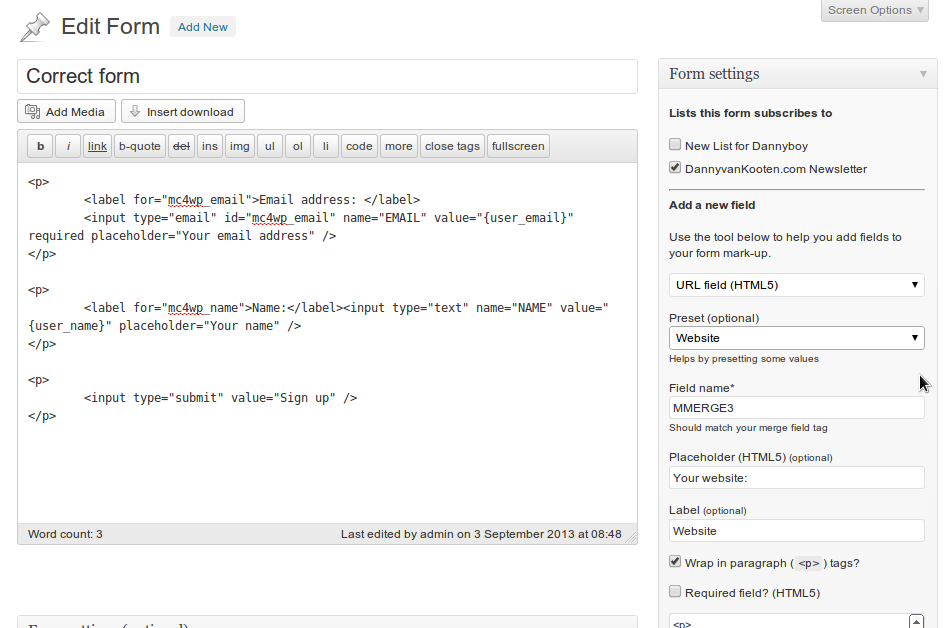 Screen Options
Edit Form Add New
Correct form
Add Media Insert download
b i link b-quote del ins img ul ol li code more close tags fullscreen
<p>
<label for="mc4wp_email">Email address: </label>
<input type="email" id="mc4wp_email" name="EMAIL" value="{user_email}"
required placeholder="Your email address" />
</p>
<p>
<label for="mc4wp_name">Name:</label><input type="text" name="NAME" value="
{user_name}" placeholder="Your name" />
</p>
<p>
<input type="submit" value="Sign up" />
</p>
Word count: 3 Last edited by admin on 3 September 2013 at 08:48
Form settings
Lists this form subscribes to
New List for Dannyboy
DannyvanKooten.com Newsletter
Add a new field
Use the tool below to help you add fields to
your form mark-up.
URL field (HTML5)
Preset (optional)
Website
Helps by presetting some values
Field name*
MMERGE3
Should match your merge field tag
Placeholder (HTML5) (optional)
Your website:
Label (optional)
Website
Wrap in paragraph ( <p> ) tags?
Required field? (HTML5)
<p>